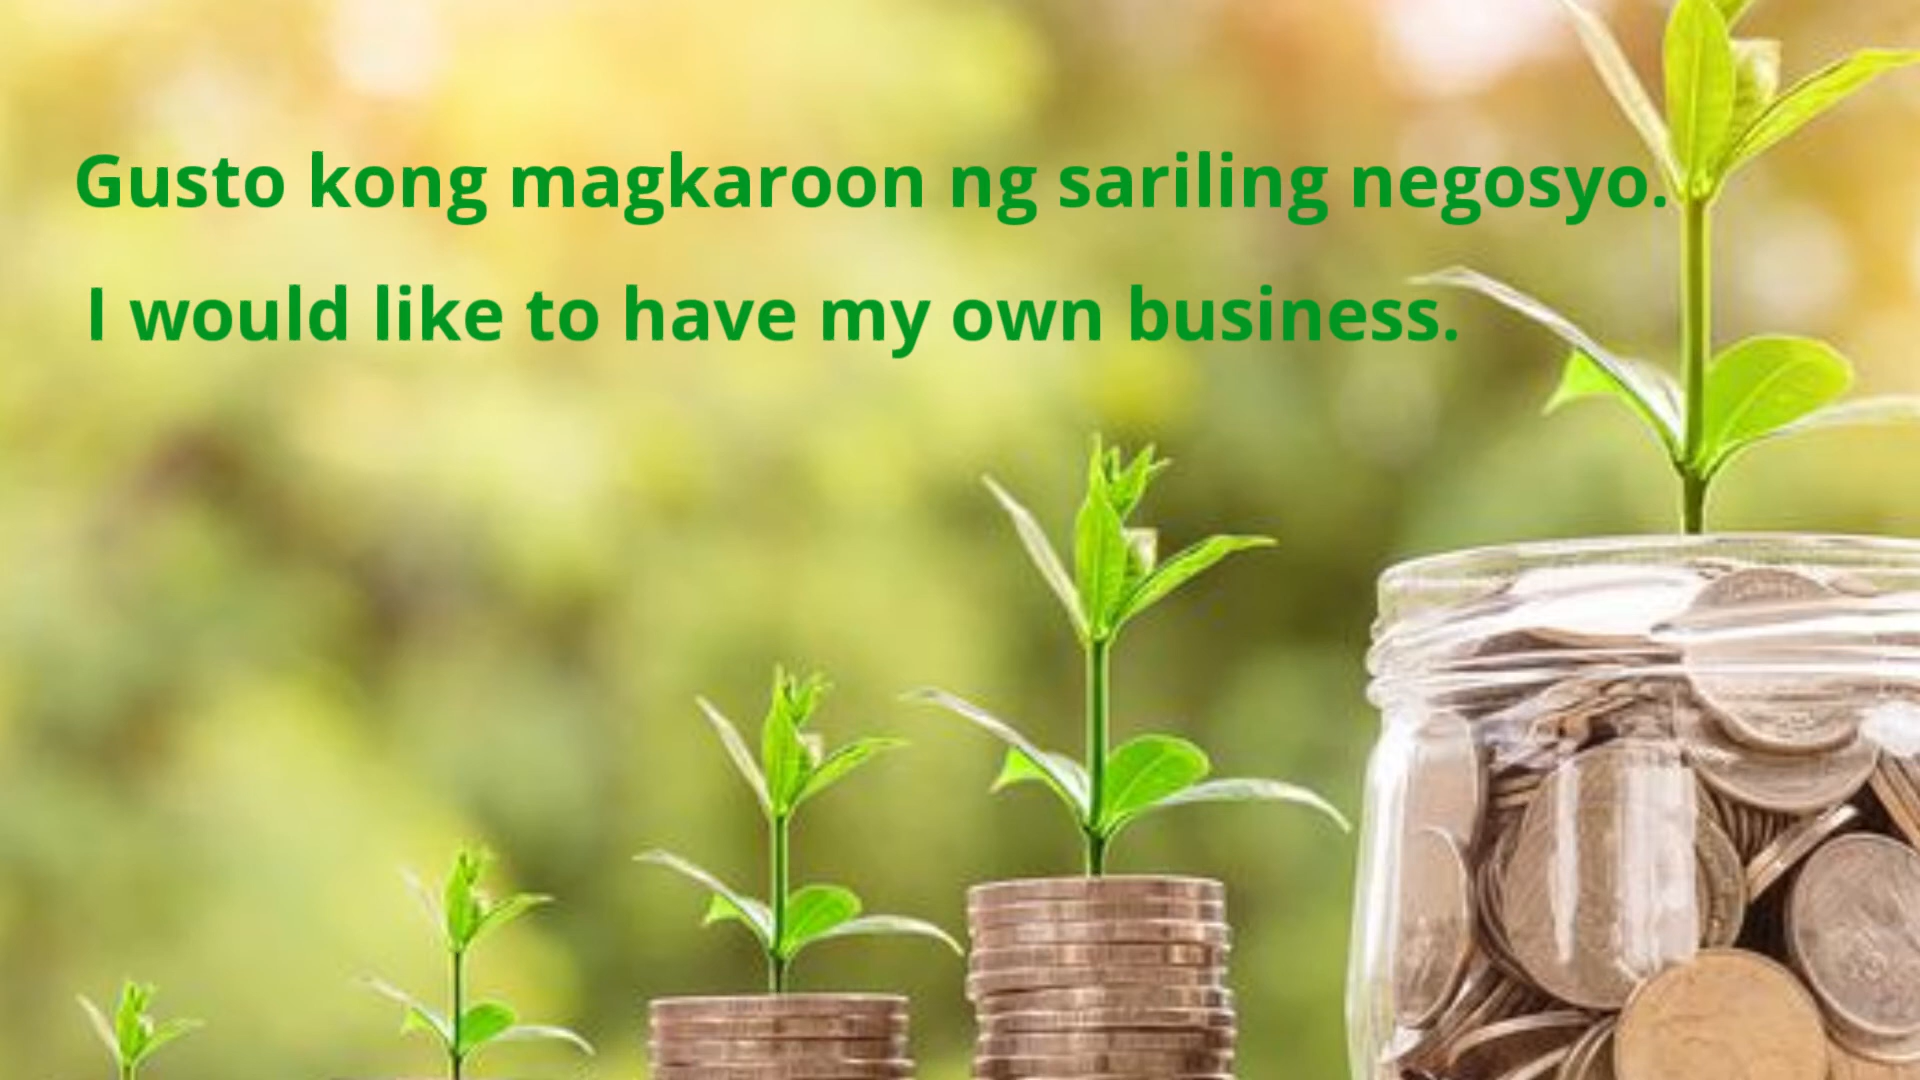 Gusto kong magkaroon ng sariling negosyo.
I would like to have my own business.